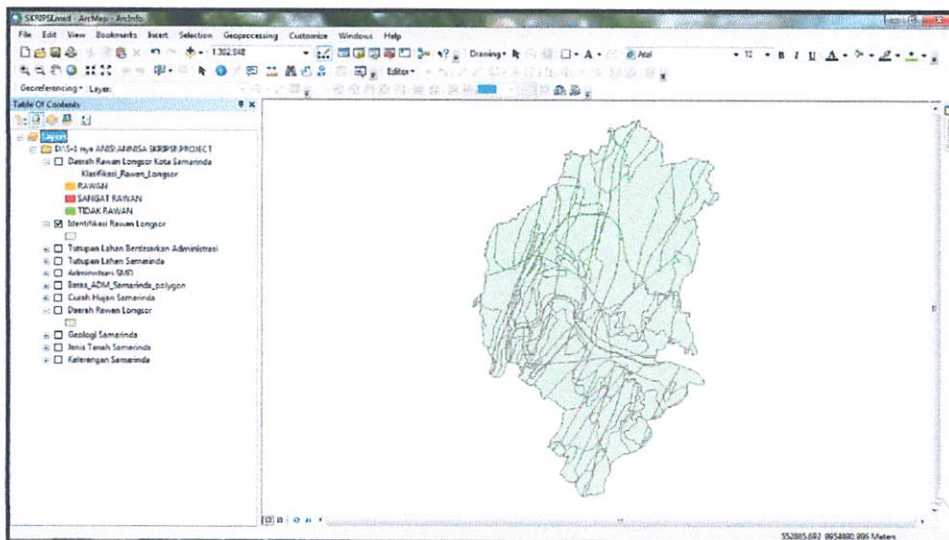 SKRIPSI.mxd - ArcMap - ArcInfo
File Edit View Bookmarks Insert Selection Geoprocessing Customize Windows Help
1:302.548 Drawing A Arial 10 B I U A
Editor
Georeferencing Layer:
Table Of Contents
Layers
D:\S-1 nya ANIS\ANNISA SKRIPSI\PROJECT
Daerah Rawan Longsor Kota Samarinda
Klasifikasi_Rawan_Longsor
RAWAN
SANGAT RAWAN
TIDAK RAWAN
Identifikasi Rawan Longsor
Tutupan Lahan Berdasarkan Administrasi
Tutupan Lahan Samarinda
Administrasi SMD
Batas_ADM_Samarinda_polygon
Curah Hujan Samarinda
Daerah Rawan Longsor
Geologi Samarinda
Jenis Tanah Samarinda
Kelerengan Samarinda
Meters